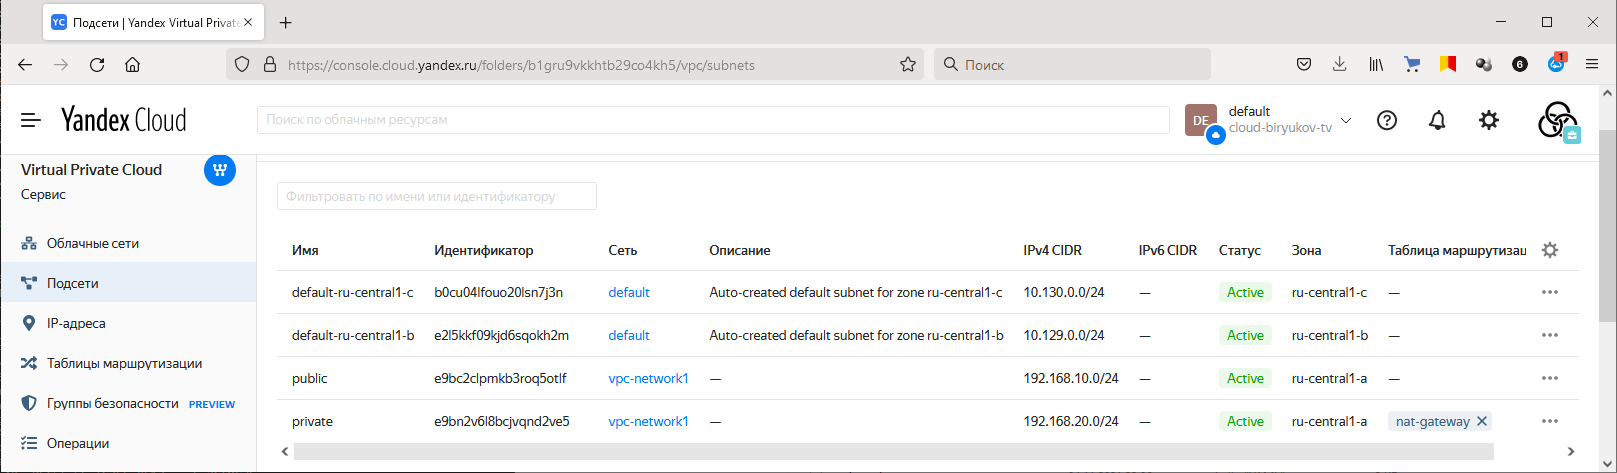 YC Подсети | Yandex Virtual Private
https://console.cloud.yandex.ru/folders/b1gru9vkkhtb29co4kh5/vpc/subnets
Поиск
6
1
Yandex Cloud
Поиск по облачным ресурсам
DE
default
cloud-biryukov-tv
Virtual Private Cloud
Сервис
Облачные сети
Подсети
IP-адреса
Таблицы маршрутизации
Группы безопасности PREVIEW
Операции
Фильтровать по имени или идентификатору
Имя Идентификатор Сеть Описание IPv4 CIDR IPv6 CIDR Статус Зона Таблица маршрутизац
default-ru-central1-c b0cu04lfouo20lsn7j3n default Auto-created default subnet for zone ru-central1-c 10.130.0.0/24 — Active ru-central1-c —
default-ru-central1-b e2l5kkf09kjd6sqokh2m default Auto-created default subnet for zone ru-central1-b 10.129.0.0/24 — Active ru-central1-b —
public e9bc2clpmkb3roq5otlf vpc-network1 — 192.168.10.0/24 — Active ru-central1-a —
private e9bn2v6l8bcjvqnd2ve5 vpc-network1 — 192.168.20.0/24 — Active ru-central1-a nat-gateway